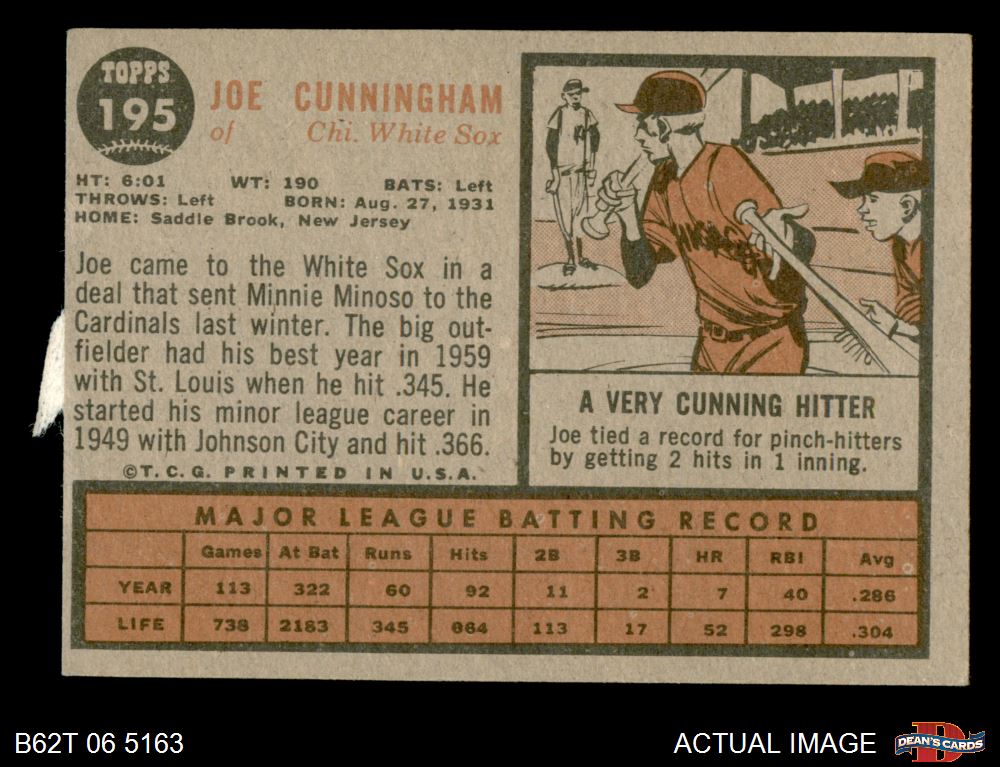 TOPPS
195
JOE CUNNINGHAM
of Chi. White Sox
HT: 6:01 WT: 190 BATS: Left
THROWS: Left BORN: Aug. 27, 1931
HOME: Saddle Brook, New Jersey
Joe came to the White Sox in a
deal that sent Minnie Minoso to the
Cardinals last winter. The big out-
fielder had his best year in 1959
with St. Louis when he hit .345. He
started his minor league career in
1949 with Johnson City and hit .366.
©T.C.G. PRINTED IN U.S.A.
A VERY CUNNING HITTER
Joe tied a record for pinch-hitters
by getting 2 hits in 1 inning.
MAJOR LEAGUE BATTING RECORD
Games At Bat Runs Hits 2B 3B HR RBI Avg
YEAR 113 322 60 92 11 2 7 40 .286
LIFE 738 2183 345 664 113 17 52 298 .304
B62T 06 5163
ACTUAL IMAGE
DEAN'S CARDS